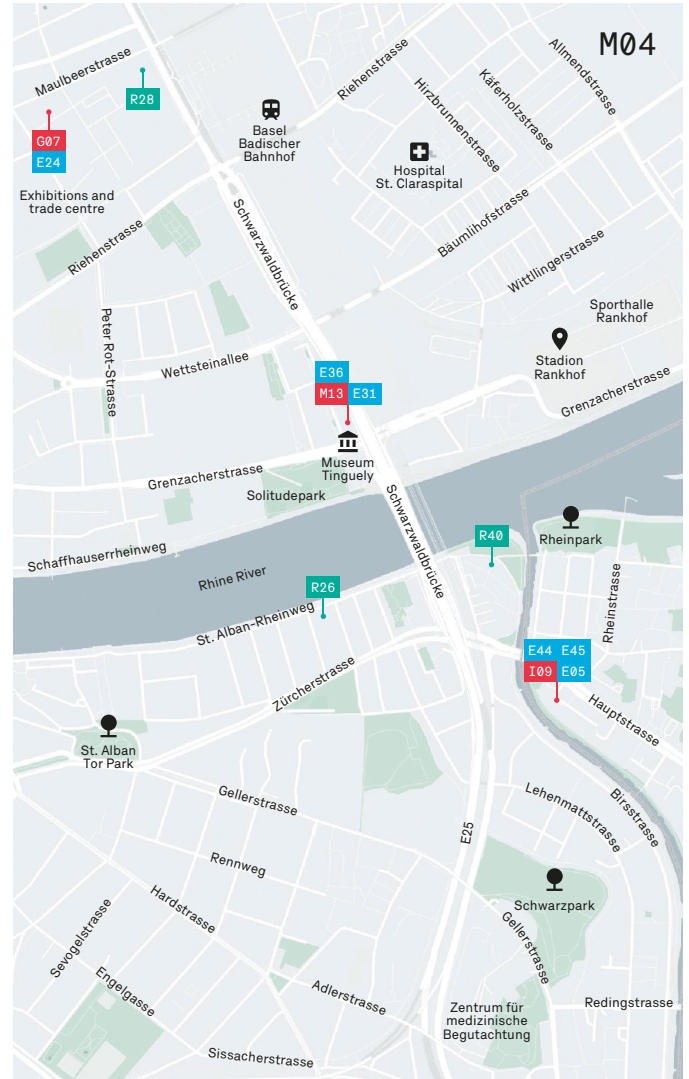 M04
Allmendstrasse
Käferholzstrasse
Hirzbrunnenstrasse
Riehenstrasse
Maulbeerstrasse
R28
G07
E24
Exhibitions and
trade centre
Basel
Badischer
Bahnhof
Hospital
St. Claraspital
Schwarzwaldbrücke
Bäumlihofstrasse
Wittllingerstrasse
Riehenstrasse
Sporthalle
Rankhof
Stadion
Rankhof
Peter Rot-Strasse
Wettsteinallee
E36
M13 E31
Grenzacherstrasse
Museum
Tinguely
Grenzacherstrasse
Solitudepark
Schwarzwaldbrücke
R40
Rheinpark
Schaffhauserrheinweg
Rhine River
R26
St. Alban-Rheinweg
Rheinstrasse
Zürcherstrasse
E44 E45
I09 E05
Hauptstrasse
St. Alban
Tor Park
Gellerstrasse
Lehenmattstrasse
Birsstrasse
E25
Rennweg
Hardstrasse
Schwarzpark
Gellerstrasse
Sevogelstrasse
Engelgasse
Adlerstrasse
Zentrum für
medizinische
Begutachtung
Redingstrasse
Sissacherstrasse